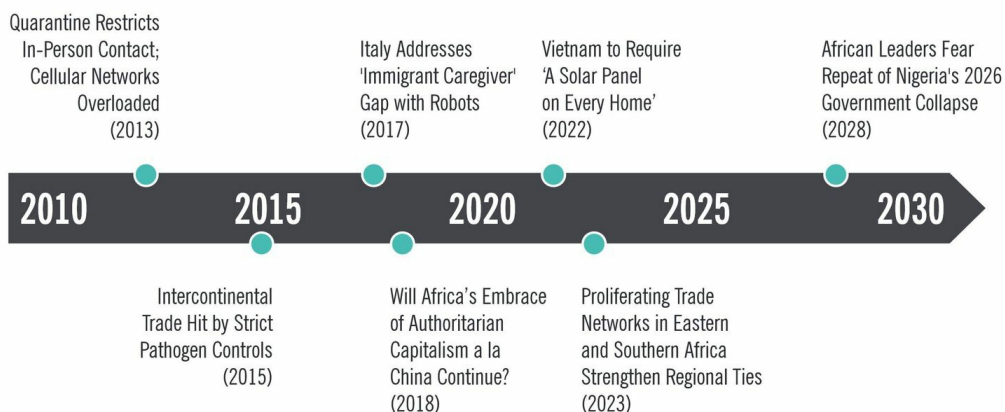 Quarantine Restricts
In-Person Contact;
Cellular Networks
Overloaded
(2013)
Italy Addresses
'Immigrant Caregiver'
Gap with Robots
(2017)
Vietnam to Require
‘A Solar Panel
on Every Home’
(2022)
African Leaders Fear
Repeat of Nigeria's 2026
Government Collapse
(2028)
2010 2015 2020 2025 2030
Intercontinental
Trade Hit by Strict
Pathogen Controls
(2015)
Will Africa’s Embrace
of Authoritarian
Capitalism a la
China Continue?
(2018)
Proliferating Trade
Networks in Eastern
and Southern Africa
Strengthen Regional Ties
(2023)